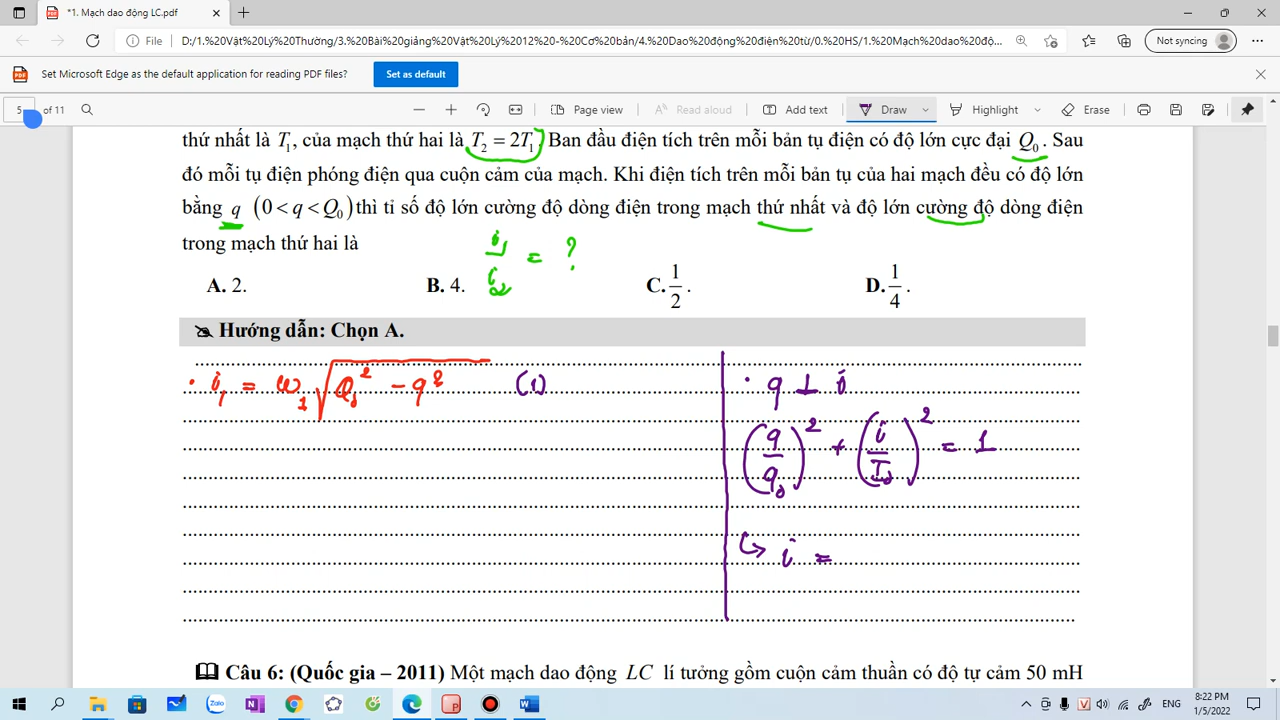 *1. Mạch dao động LC.pdf
File D:/1.%20Vật%20Lý%20Thường/3.%20Bài%20giảng%20Vật%20Lý%2012%20-%20Cơ%20bản/4.%20Dao%20động%20điện%20từ/0.%20HS/1.%20Mạch%20dao%20độ...
Not syncing
Set Microsoft Edge as the default application for reading PDF files? Set as default
5 of 11 Page view Read aloud Add text Draw Highlight Erase
thứ nhất là T₁, của mạch thứ hai là T₂ = 2T₁. Ban đầu điện tích trên mỗi bản tụ điện có độ lớn cực đại Q₀. Sau
đó mỗi tụ điện phóng điện qua cuộn cảm của mạch. Khi điện tích trên mỗi bản tụ của hai mạch đều có độ lớn
bằng q (0 < q < Q₀) thì tỉ số độ lớn cường độ dòng điện trong mạch thứ nhất và độ lớn cường độ dòng điện
trong mạch thứ hai là
i₁/i₂ = ?
A. 2. B. 4. C. 1/2. D. 1/4.
Hướng dẫn: Chọn A.
• i₁ = ω₁√(Q₀² − q²) (1)
• q ⊥ i
(q/q₀)² + (i/I₀)² = 1
↪ i =
Câu 6: (Quốc gia – 2011) Một mạch dao động LC lí tưởng gồm cuộn cảm thuần có độ tự cảm 50 mH
Zalo
ENG
8:22 PM
1/5/2022